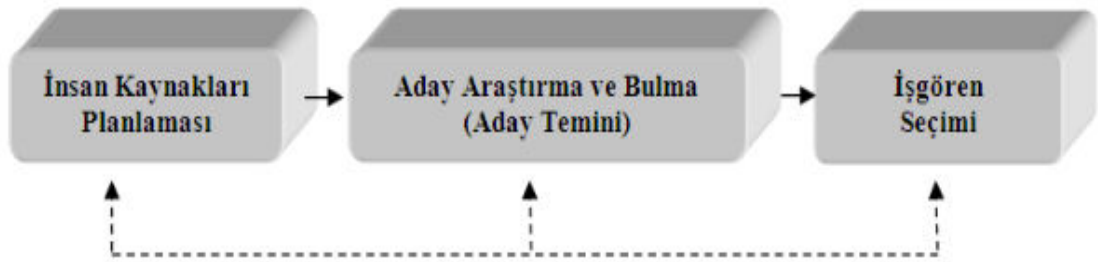 İnsan Kaynakları
Planlaması
Aday Araştırma ve Bulma
(Aday Temini)
İşgören
Seçimi